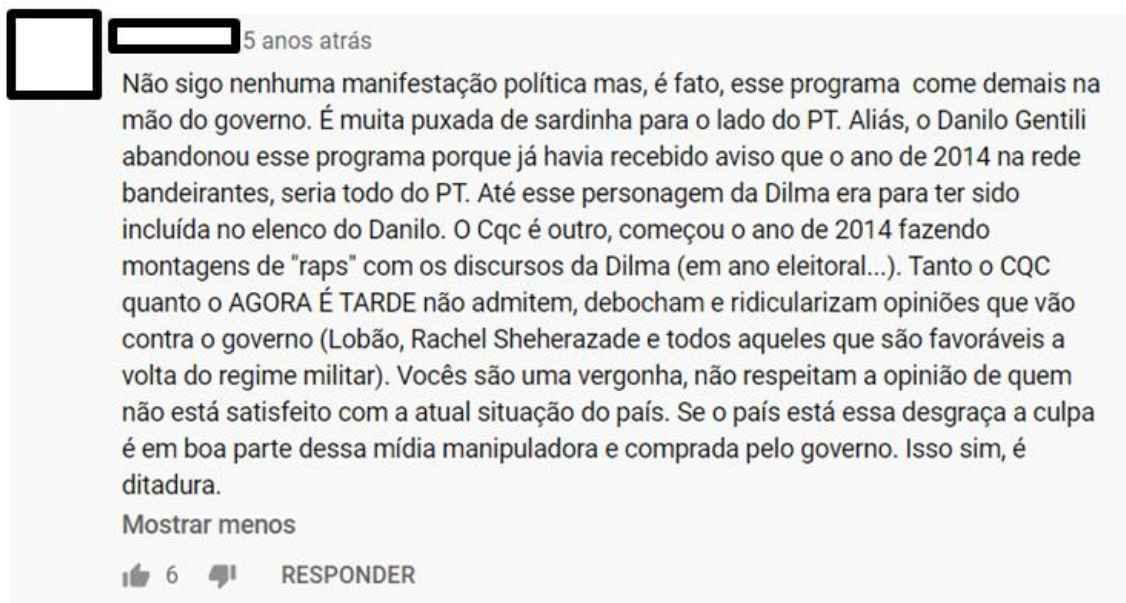 5 anos atrás
Não sigo nenhuma manifestação política mas, é fato, esse programa  come demais na
mão do governo. É muita puxada de sardinha para o lado do PT. Aliás, o Danilo Gentili
abandonou esse programa porque já havia recebido aviso que o ano de 2014 na rede
bandeirantes, seria todo do PT. Até esse personagem da Dilma era para ter sido
incluída no elenco do Danilo. O Cqc é outro, começou o ano de 2014 fazendo
montagens de "raps" com os discursos da Dilma (em ano eleitoral...). Tanto o CQC
quanto o AGORA É TARDE não admitem, debocham e ridicularizam opiniões que vão
contra o governo (Lobão, Rachel Sheherazade e todos aqueles que são favoráveis a
volta do regime militar). Vocês são uma vergonha, não respeitam a opinião de quem
não está satisfeito com a atual situação do país. Se o país está essa desgraça a culpa
é em boa parte dessa mídia manipuladora e comprada pelo governo. Isso sim, é
ditadura.
Mostrar menos
6 RESPONDER